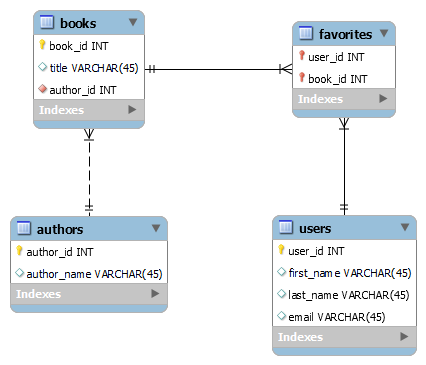 books
book_id INT
title VARCHAR(45)
author_id INT
Indexes
favorites
user_id INT
book_id INT
Indexes
authors
author_id INT
author_name VARCHAR(45)
Indexes
users
user_id INT
first_name VARCHAR(45)
last_name VARCHAR(45)
email VARCHAR(45)
Indexes